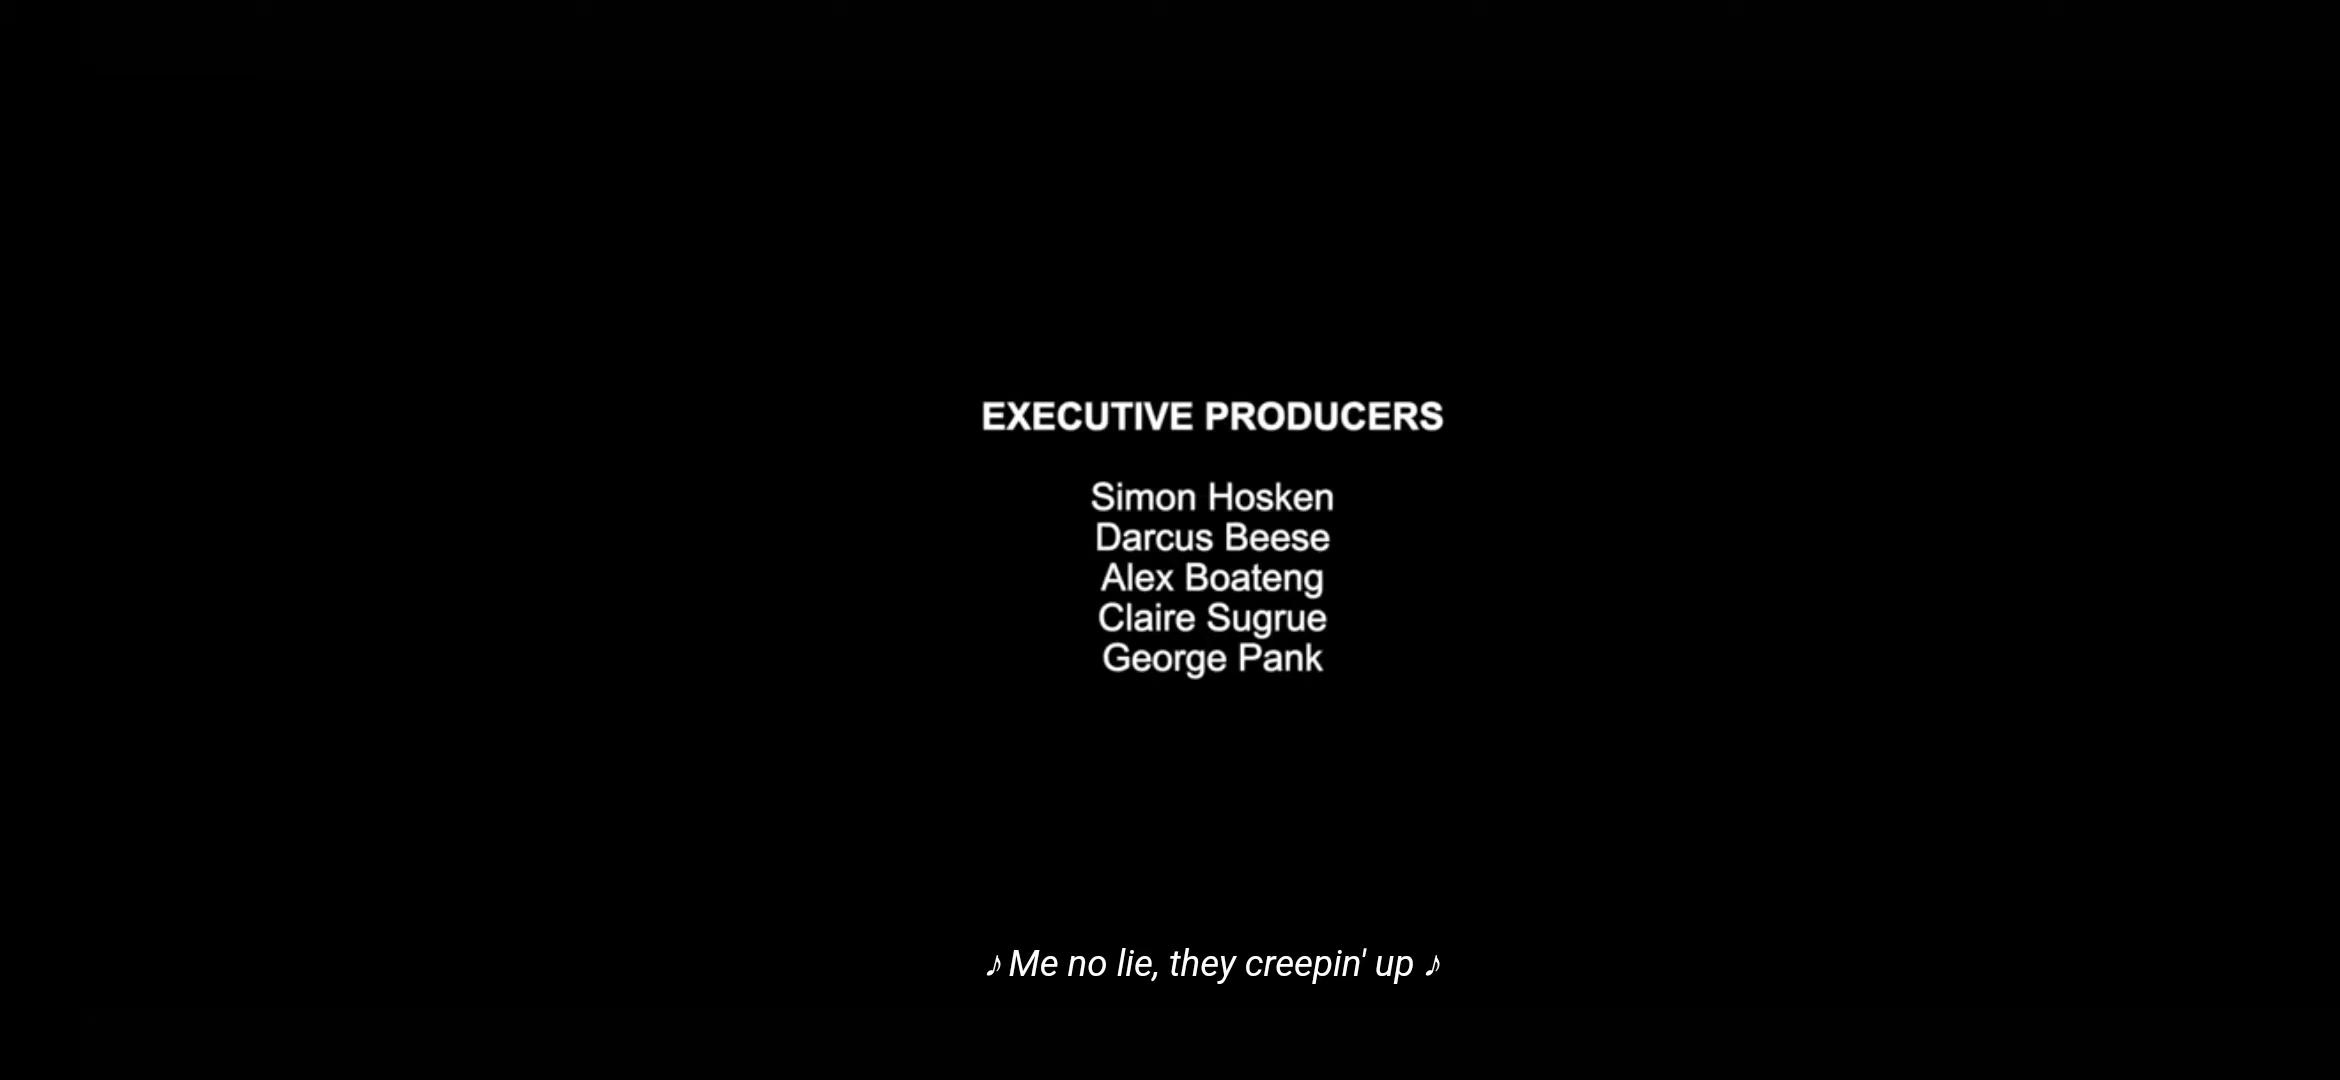 EXECUTIVE PRODUCERS
Simon Hosken
Darcus Beese
Alex Boateng
Claire Sugrue
George Pank
♪ Me no lie, they creepin' up ♪